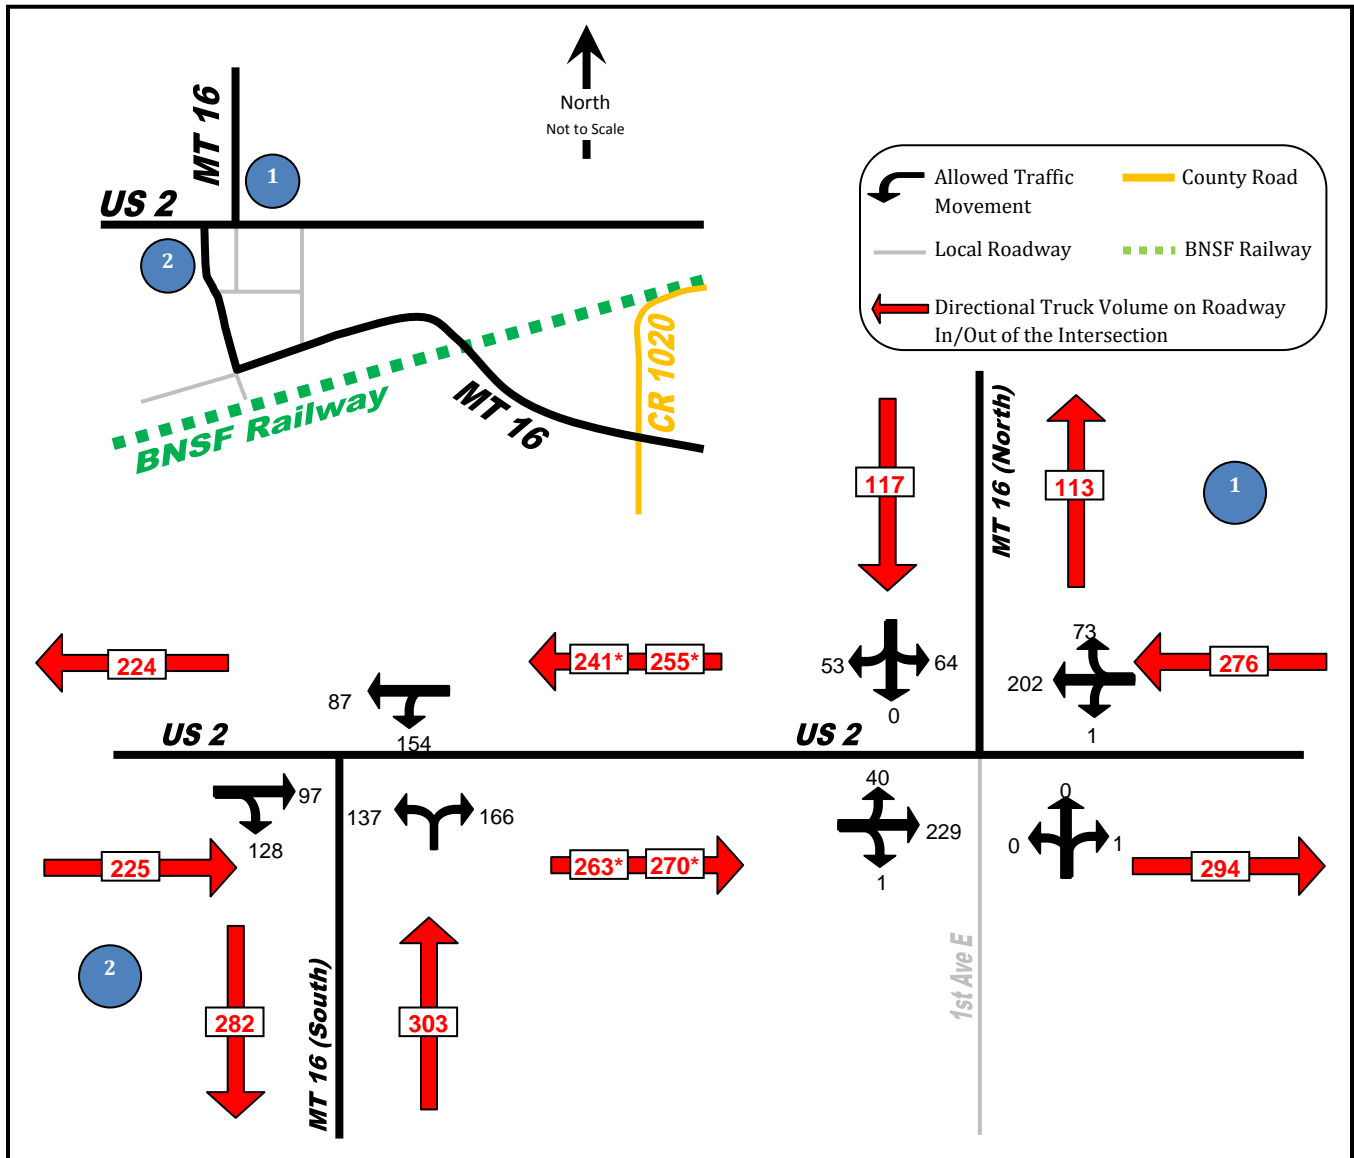 MT 16
North
Not to Scale
1
US 2
2
Allowed Traffic
Movement
County Road
Local Roadway
BNSF Railway
Directional Truck Volume on Roadway
In/Out of the Intersection
CR 1020
BNSF Railway
MT 16
117
MT 16 (North)
113
1
224
241*
255*
53
64
0
73
202
1
276
87
154
US 2
US 2
97
128
137
166
40
229
1
0
0
1
225
263*
270*
294
2
282
MT 16 (South)
303
1st Ave E